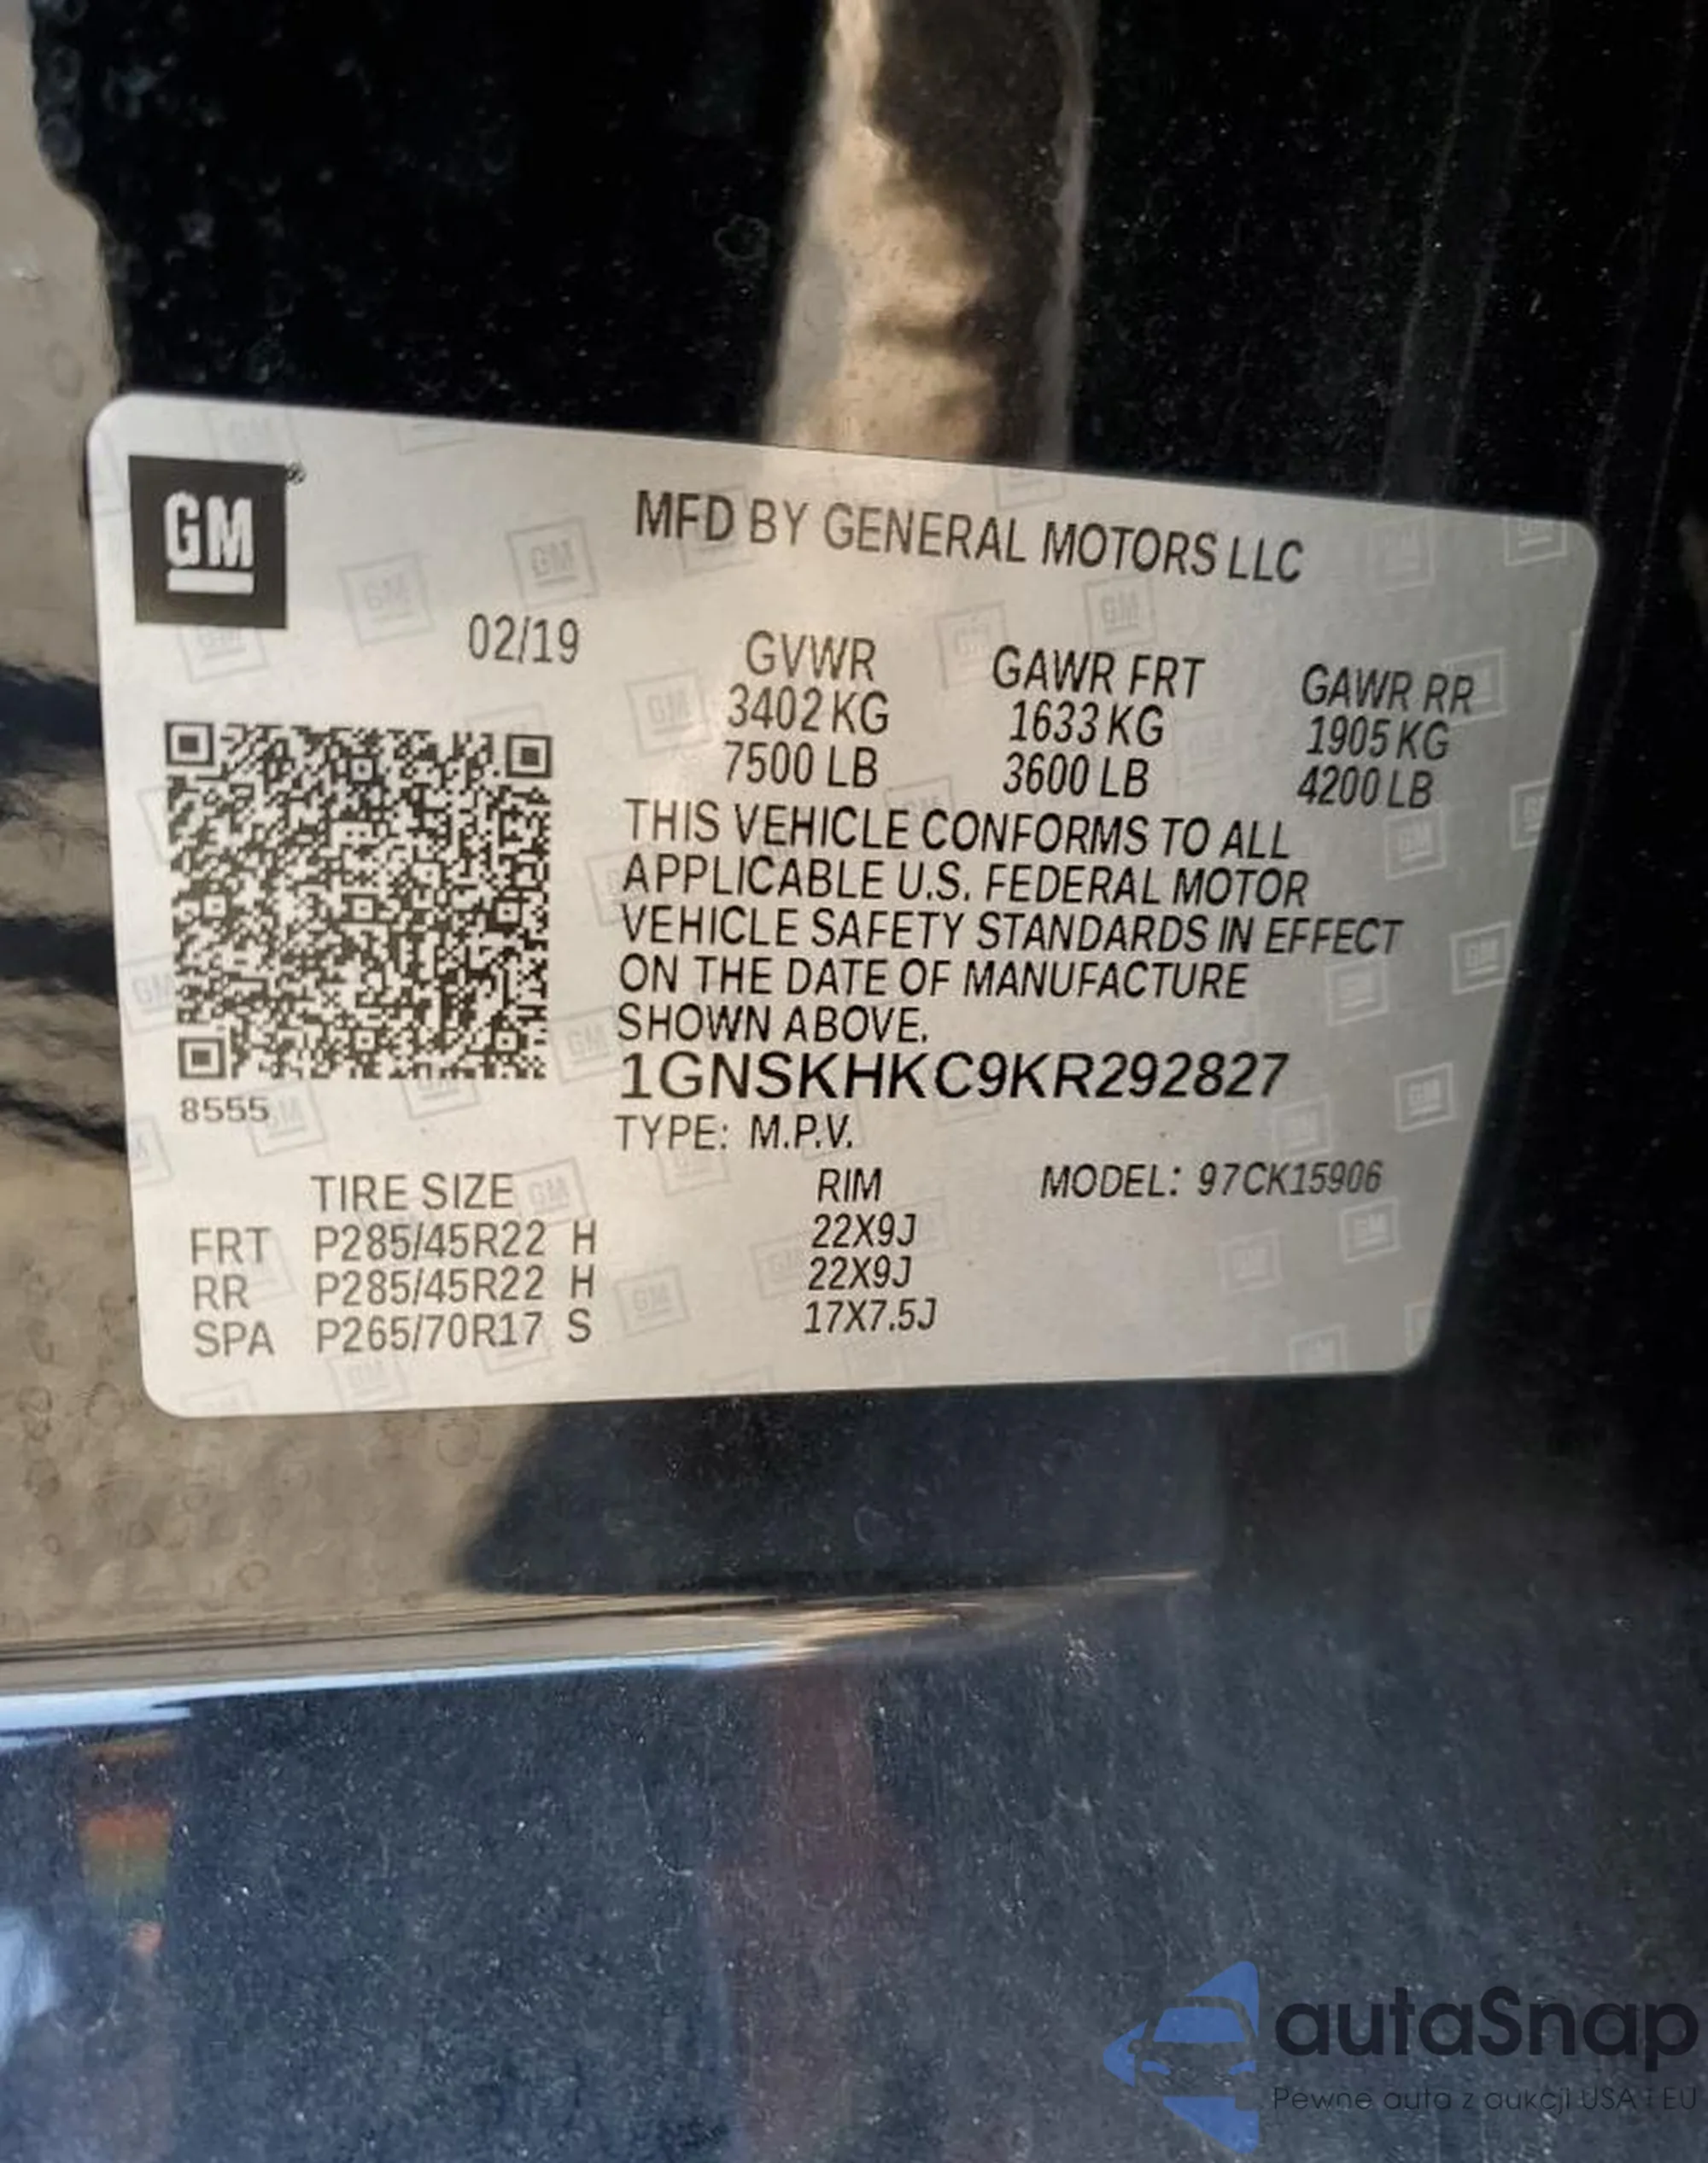 GM®
MFD BY GENERAL MOTORS LLC
02/19
GVWR GAWR FRT GAWR RR
3402 KG 1633 KG 1905 KG
7500 LB 3600 LB 4200 LB
THIS VEHICLE CONFORMS TO ALL
APPLICABLE U.S. FEDERAL MOTOR
VEHICLE SAFETY STANDARDS IN EFFECT
ON THE DATE OF MANUFACTURE
SHOWN ABOVE.
1GNSKHKC9KR292827
8555
TYPE: M.P.V.
TIRE SIZE RIM MODEL: 97CK15906
FRT P285/45R22 H 22X9J
RR P285/45R22 H 22X9J
SPA P265/70R17 S 17X7.5J
autaSnap
Pewne auta z aukcji USA i EU